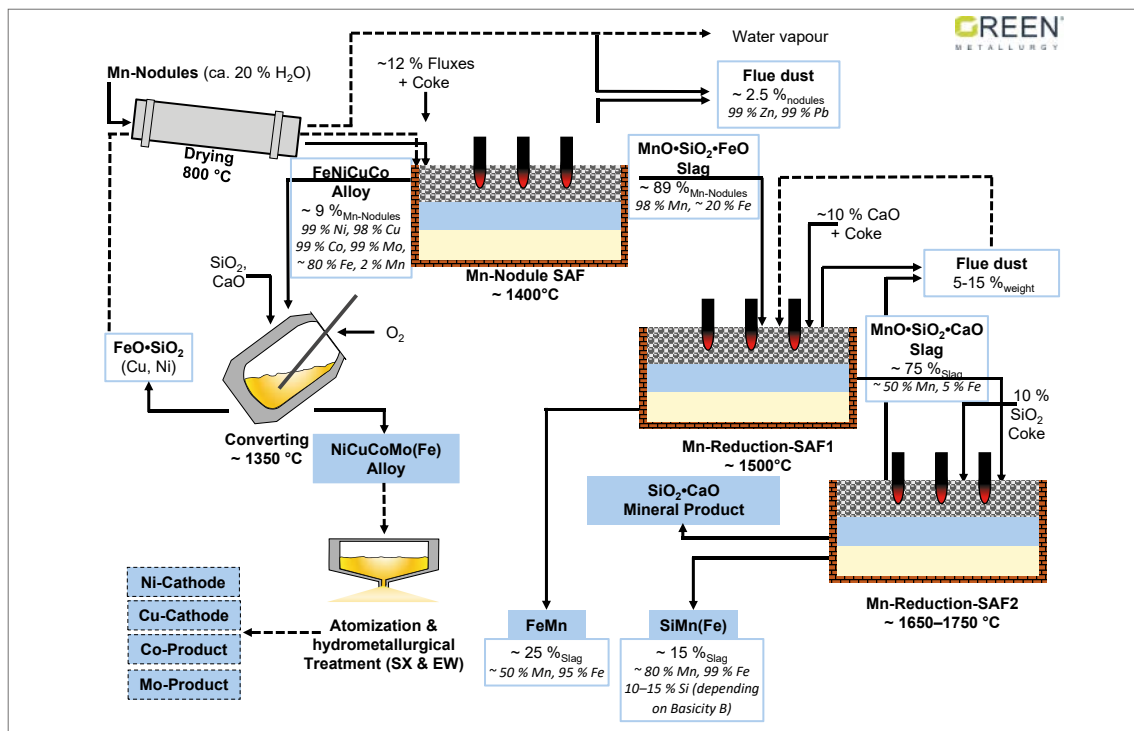 GREEN
METALLURGY
Water vapour
Mn-Nodules (ca. 20 % H₂O)
~12 % Fluxes
+ Coke
Flue dust
~ 2.5 %nodules
99 % Zn, 99 % Pb
Drying
800 °C
FeNiCuCo
Alloy
~ 9 %Mn-Nodules
99 % Ni, 98 % Cu
99 % Co, 99 % Mo,
~ 80 % Fe, 2 % Mn
MnO•SiO₂•FeO
Slag
~ 89 %Mn-Nodules
98 % Mn, ~ 20 % Fe
Mn-Nodule SAF
~ 1400°C
~10 % CaO
+ Coke
Flue dust
5-15 %weight
SiO₂,
CaO
O₂
FeO•SiO₂
(Cu, Ni)
Converting
~ 1350 °C
MnO•SiO₂•CaO
Slag
~ 75 %Slag
~ 50 % Mn, 5 % Fe
10 %
SiO₂
Coke
Mn-Reduction-SAF1
~ 1500°C
NiCuCoMo(Fe)
Alloy
SiO₂•CaO
Mineral Product
Mn-Reduction-SAF2
~ 1650–1750 °C
Ni-Cathode
Cu-Cathode
Co-Product
Mo-Product
Atomization &
hydrometallurgical
Treatment (SX & EW)
FeMn
~ 25 %Slag
~ 50 % Mn, 95 % Fe
SiMn(Fe)
~ 15 %Slag
~ 80 % Mn, 99 % Fe
10–15 % Si (depending
on Basicity B)